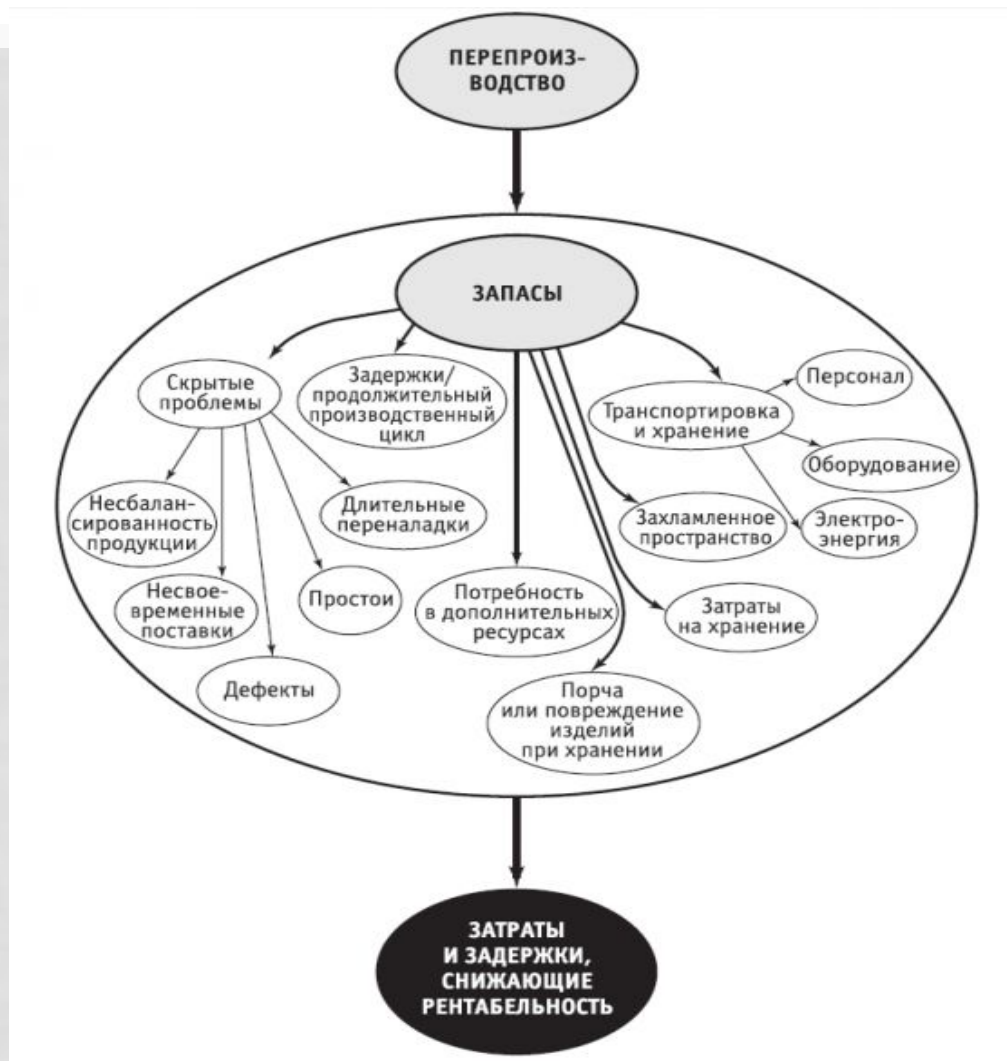 ПЕРЕПРОИЗ-
ВОДСТВО
ЗАПАСЫ
Скрытые
проблемы
Задержки/
продолжительный
производственный
цикл
Транспортировка
и хранение
Персонал
Оборудование
Электро-
энергия
Несбалан-
сированность
продукции
Длительные
переналадки
Захламленное
пространство
Несвое-
временные
поставки
Простои
Потребность
в дополнительных
ресурсах
Затраты
на хранение
Дефекты
Порча
или повреждение
изделий
при хранении
ЗАТРАТЫ
И ЗАДЕРЖКИ,
СНИЖАЮЩИЕ
РЕНТАБЕЛЬНОСТЬ